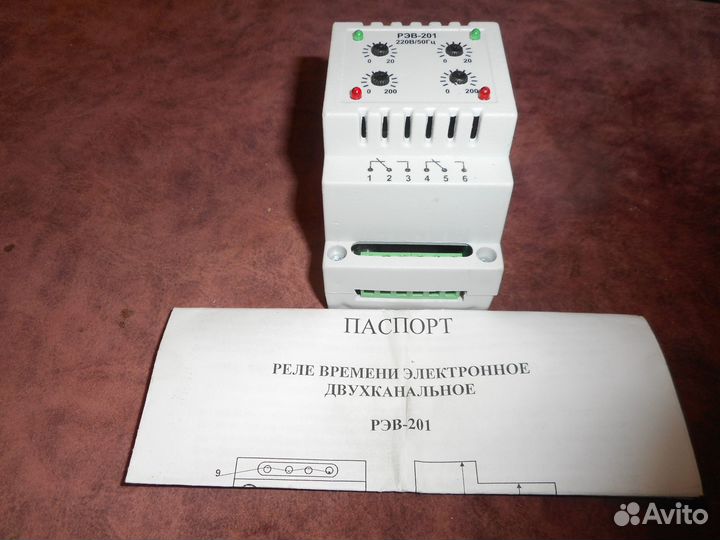 РЭВ-201
220В/50Гц
0 20 0 20
0 200 0 200
1 2 3 4 5 6
ПАСПОРТ
РЕЛЕ ВРЕМЕНИ ЭЛЕКТРОННОЕ
ДВУХКАНАЛЬНОЕ
РЭВ-201
9
Avito